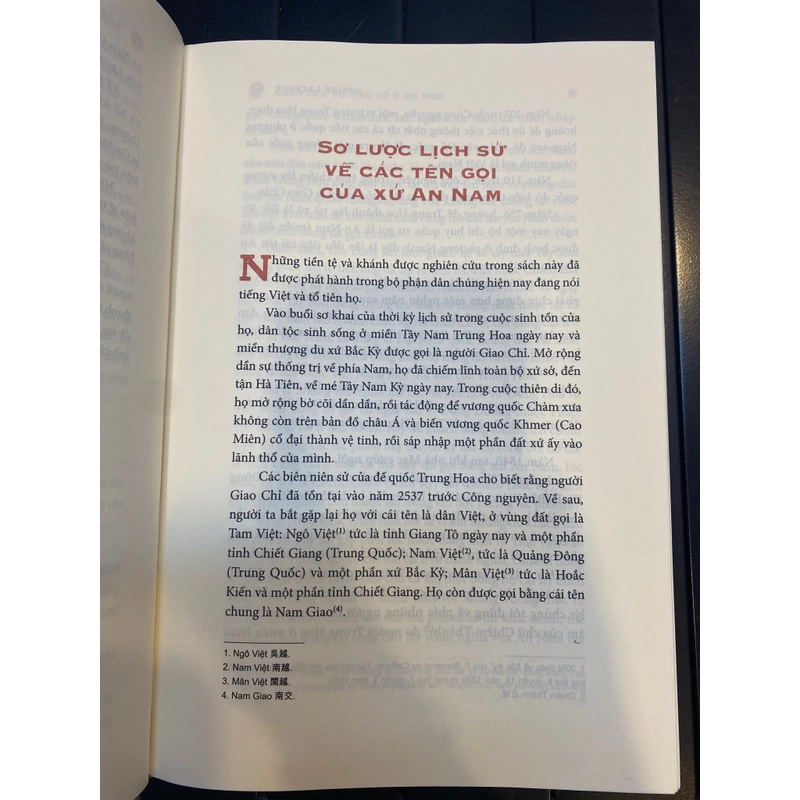 SƠ LƯỢC LỊCH SỬ
VỀ CÁC TÊN GỌI
CỦA XỨ AN NAM
Những tiền tệ và khánh được nghiên cứu trong sách này đã
được phát hành trong bộ phận dân chúng hiện nay đang nói
tiếng Việt và tổ tiên họ.
Vào buổi sơ khai của thời kỳ lịch sử trong cuộc sinh tồn của
họ, dân tộc sinh sống ở miền Tây Nam Trung Hoa ngày nay và
miền thượng du xứ Bắc Kỳ được gọi là người Giao Chỉ. Mở rộng
dần sự thống trị về phía Nam, họ đã chiếm lĩnh toàn bộ xứ sở, đến
tận Hà Tiên, về mé Tây Nam Kỳ ngày nay. Trong cuộc thiên di đó,
họ mở rộng bờ cõi dần dần, rồi tác động để vương quốc Chàm xưa
không còn trên bản đồ châu Á và biến vương quốc Khmer (Cao
Miên) cổ đại thành vệ tinh, rồi sáp nhập một phần đất xứ ấy vào
lãnh thổ của mình.
Các biên niên sử của đế quốc Trung Hoa cho biết rằng người
Giao Chỉ đã tồn tại vào năm 2537 trước Công nguyên. Về sau,
người ta bắt gặp lại họ với cái tên là dân Việt, ở vùng đất gọi là
Tam Việt: Ngô Việt(1) tức là tỉnh Giang Tô ngày nay và một phần
tỉnh Chiết Giang (Trung Quốc); Nam Việt(2), tức là Quảng Đông
(Trung Quốc) và một phần xứ Bắc Kỳ; Mân Việt(3) tức là Hoắc
Kiến và một phần tỉnh Chiết Giang. Họ còn được gọi bằng cái tên
chung là Nam Giao(4).
1. Ngô Việt 吳越.
2. Nam Việt 南越.
3. Mân Việt 閩越.
4. Nam Giao 南交.